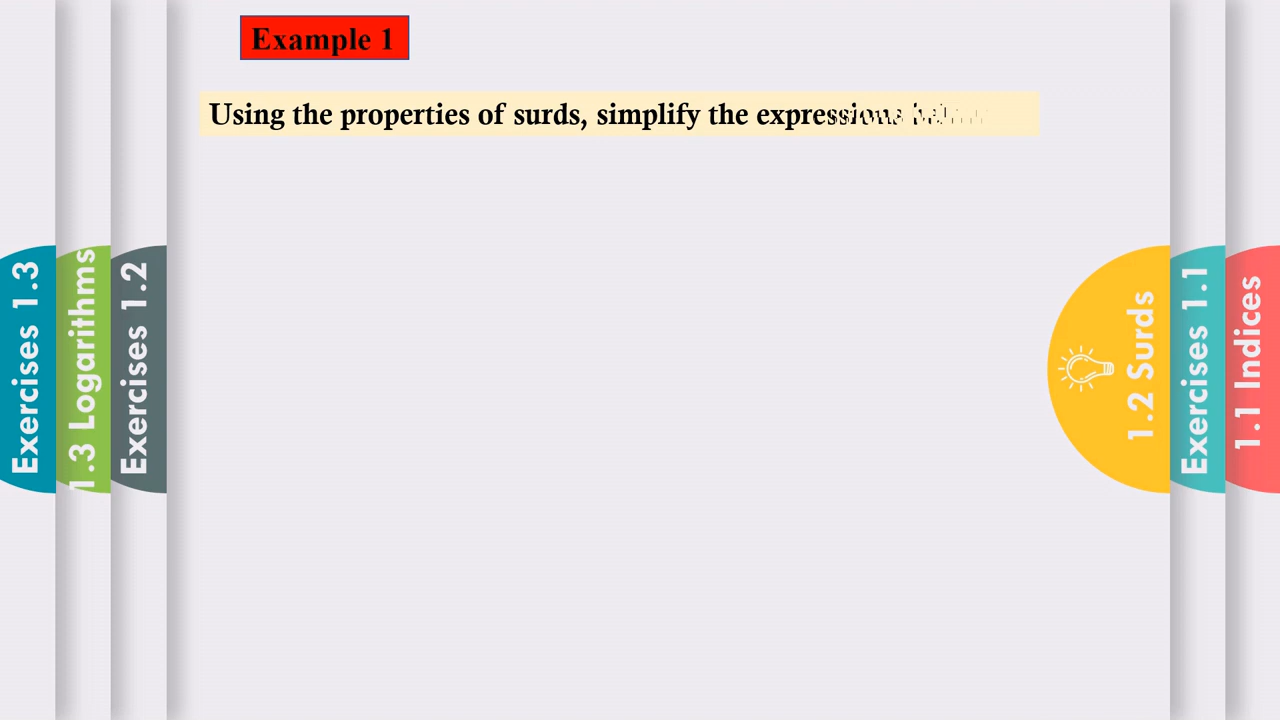 Example 1
Using the properties of surds, simplify the expressions
Exercises 1.3
1.3 Logarithms
Exercises 1.2
1.2 Surds
Exercises 1.1
1.1 Indices